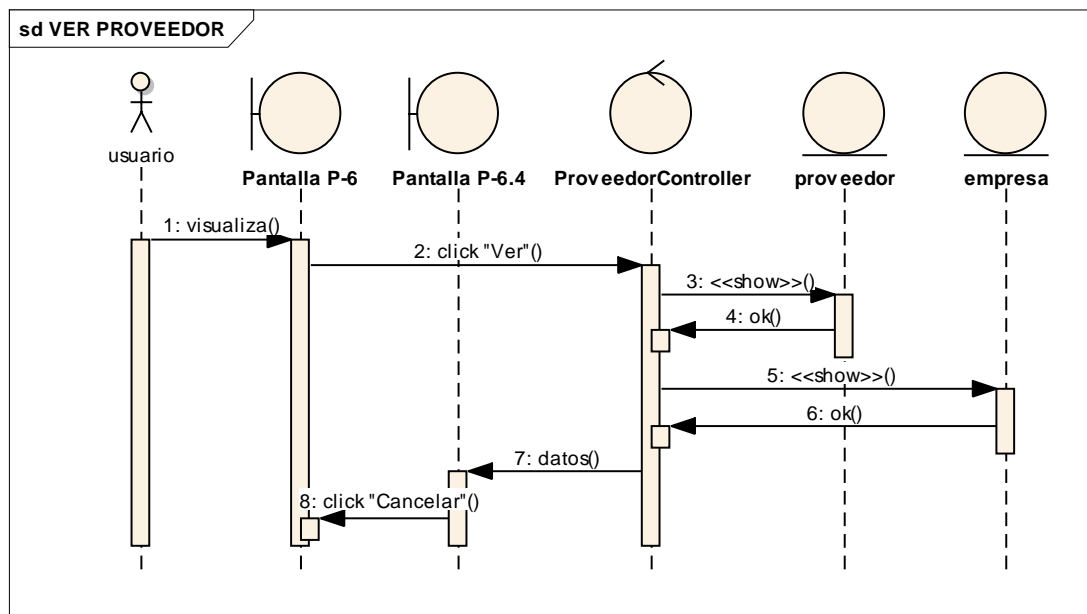 sd VER PROVEEDOR
usuario
Pantalla P-6
Pantalla P-6.4
ProveedorController
proveedor
empresa
1: visualiza()
2: click "Ver"()
3: <<show>>()
4: ok()
5: <<show>>()
6: ok()
7: datos()
8: click "Cancelar"()